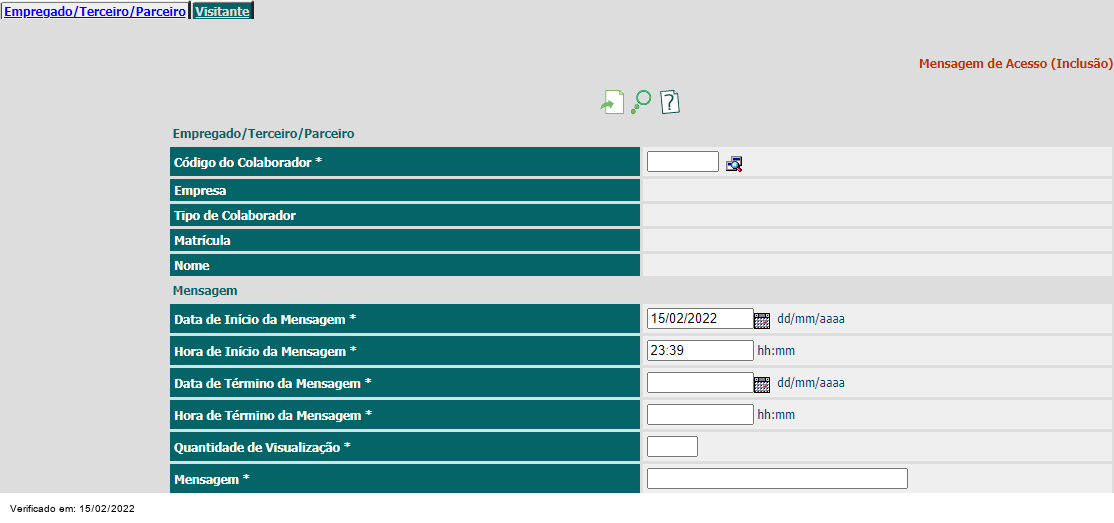 Empregado/Terceiro/Parceiro Visitante
Mensagem de Acesso (Inclusão)
?
Empregado/Terceiro/Parceiro
Código do Colaborador *
Empresa
Tipo de Colaborador
Matrícula
Nome
Mensagem
Data de Início da Mensagem * 15/02/2022 dd/mm/aaaa
Hora de Início da Mensagem * 23:39 hh:mm
Data de Término da Mensagem * dd/mm/aaaa
Hora de Término da Mensagem * hh:mm
Quantidade de Visualização *
Mensagem *
Verificado em: 15/02/2022